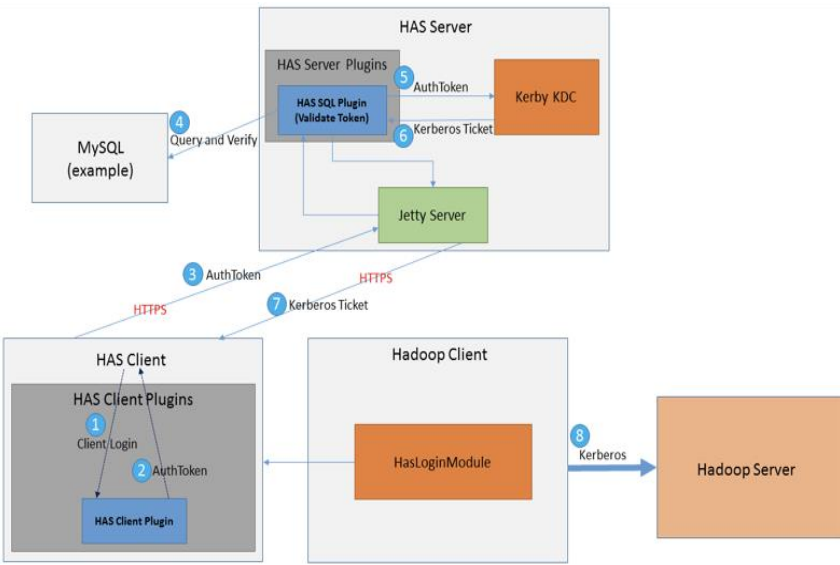 HAS Server
HAS Server Plugins
HAS SQL Plugin
(Validate Token)
5
AuthToken
Kerby KDC
6
Kerberos Ticket
4
Query and Verify
MySQL
(example)
Jetty Server
3
AuthToken
HTTPS
HTTPS
7
Kerberos Ticket
HAS Client
HAS Client Plugins
1
Client Login
2
AuthToken
HAS Client Plugin
Hadoop Client
HasLoginModule
8
Kerberos
Hadoop Server